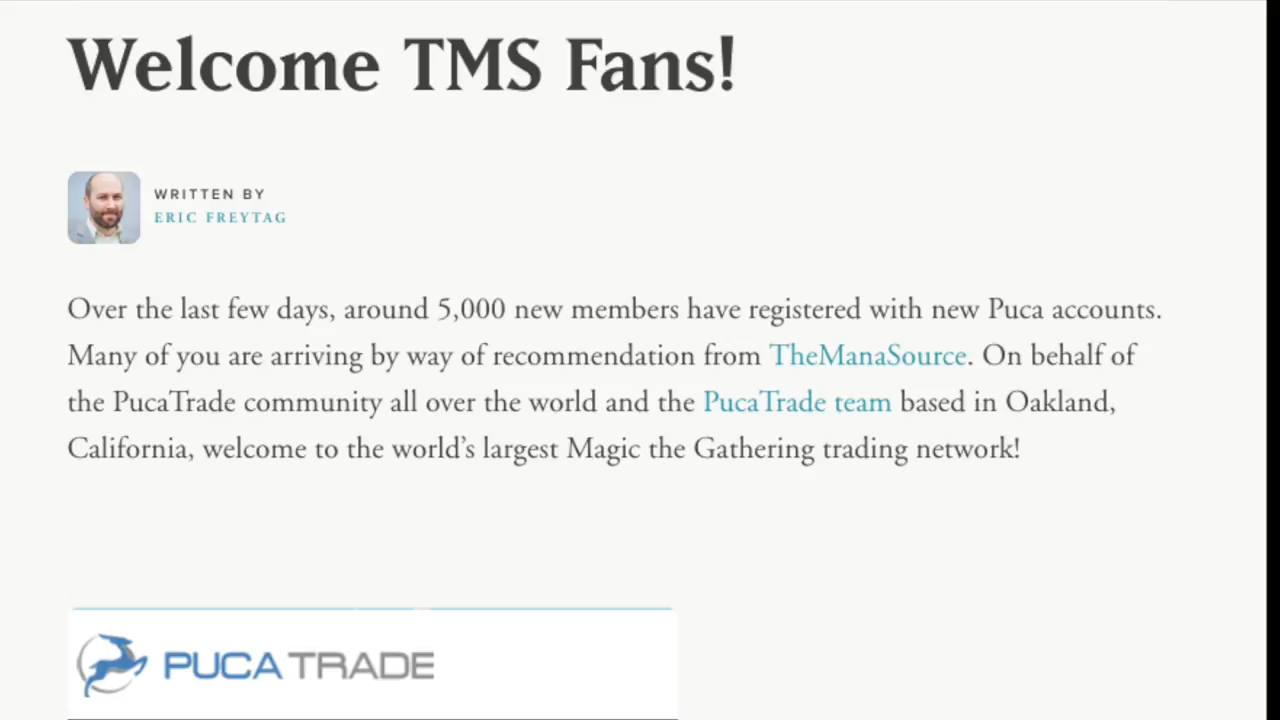 Welcome TMS Fans!
WRITTEN BY
ERIC FREYTAG
Over the last few days, around 5,000 new members have registered with new Puca accounts.
Many of you are arriving by way of recommendation from TheManaSource. On behalf of
the PucaTrade community all over the world and the PucaTrade team based in Oakland,
California, welcome to the world’s largest Magic the Gathering trading network!
PUCATRADE